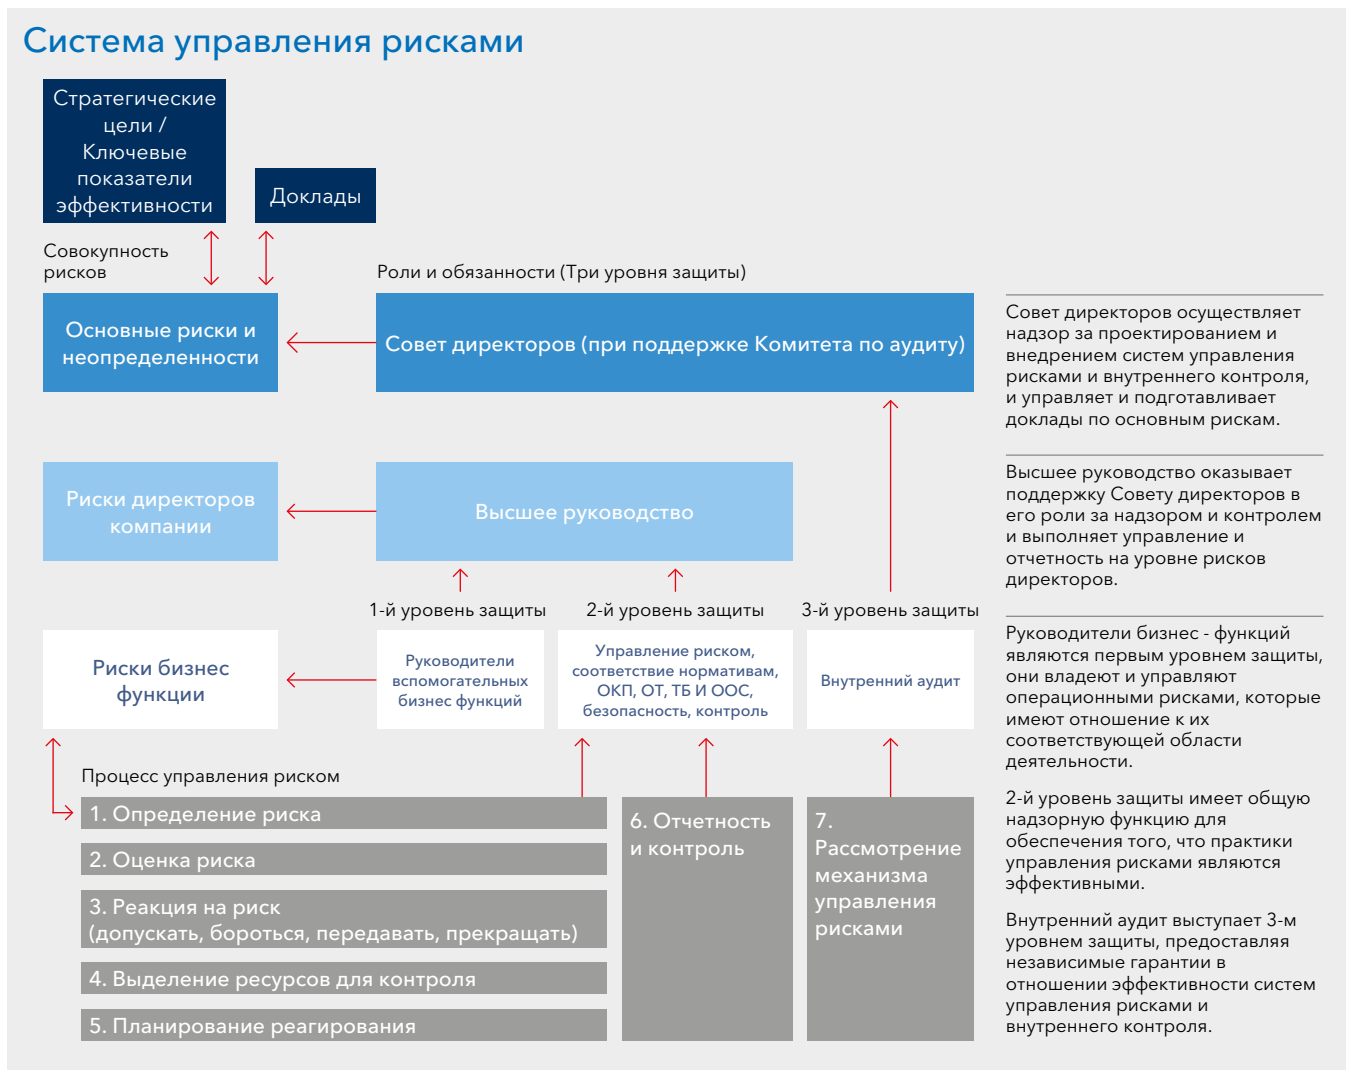 Система управления рисками
Стратегические
цели /
Ключевые
показатели
эффективности
Доклады
Совокупность
рисков
Роли и обязанности (Три уровня защиты)
Основные риски и
неопределенности
Совет директоров (при поддержке Комитета по аудиту)
Совет директоров осуществляет
надзор за проектированием и
внедрением систем управления
рисками и внутреннего контроля,
и управляет и подготавливает
доклады по основным рискам.
Риски директоров
компании
Высшее руководство
Высшее руководство оказывает
поддержку Совету директоров в
его роли за надзором и контролем
и выполняет управление и
отчетность на уровне рисков
директоров.
1-й уровень защиты
2-й уровень защиты
3-й уровень защиты
Риски бизнес
функции
Руководители
вспомогательных
бизнес функций
Управление риском,
соответствие нормативам,
ОКП, ОТ, ТБ И ООС,
безопасность, контроль
Внутренний аудит
Руководители бизнес - функций
являются первым уровнем защиты,
они владеют и управляют
операционными рисками, которые
имеют отношение к их
соответствующей области
деятельности.
2-й уровень защиты имеет общую
надзорную функцию для
обеспечения того, что практики
управления рисками являются
эффективными.
Внутренний аудит выступает 3-м
уровнем защиты, предоставляя
независимые гарантии в
отношении эффективности систем
управления рисками и
внутреннего контроля.
Процесс управления риском
1. Определение риска
2. Оценка риска
3. Реакция на риск
(допускать, бороться, передавать, прекращать)
4. Выделение ресурсов для контроля
5. Планирование реагирования
6. Отчетность
и контроль
7.
Рассмотрение
механизма
управления
рисками